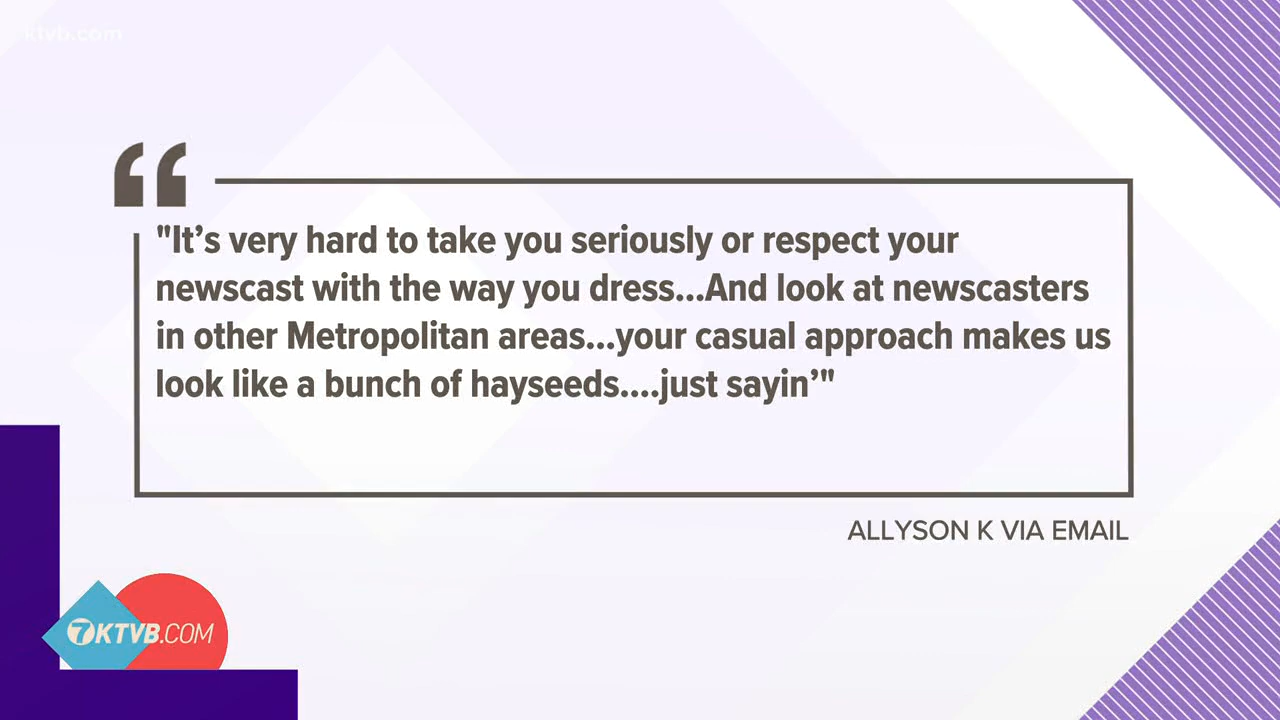 ktvb.com
"It’s very hard to take you seriously or respect your
newscast with the way you dress...And look at newscasters
in other Metropolitan areas...your casual approach makes us
look like a bunch of hayseeds....just sayin’"
ALLYSON K VIA EMAIL
7KTVB.COM